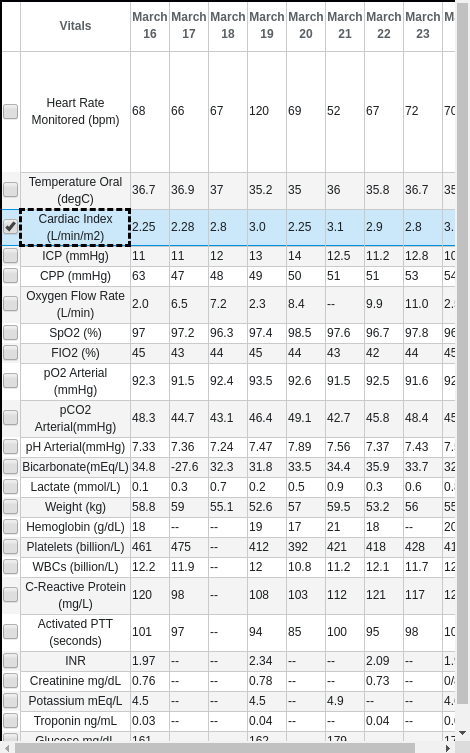 Vitals March 16 March 17 March 18 March 19 March 20 March 21 March 22 March 23
Heart Rate Monitored (bpm) 68 66 67 120 69 52 67 72 70
Temperature Oral (degC) 36.7 36.9 37 35.2 35 36 35.8 36.7 35
Cardiac Index (L/min/m2) 2.25 2.28 2.8 3.0 2.25 3.1 2.9 2.8 3.
ICP (mmHg) 11 11 12 13 14 12.5 11.2 12.8 10
CPP (mmHg) 63 47 48 49 50 51 51 53 54
Oxygen Flow Rate (L/min) 2.0 6.5 7.2 2.3 8.4 -- 9.9 11.0 2.
SpO2 (%) 97 97.2 96.3 97.4 98.5 97.6 96.7 97.8 96
FIO2 (%) 45 43 44 45 44 43 42 44 45
pO2 Arterial (mmHg) 92.3 91.5 92.4 93.5 92.6 91.5 92.5 91.6 92
pCO2 Arterial(mmHg) 48.3 44.7 43.1 46.4 49.1 42.7 45.8 48.4 45
pH Arterial(mmHg) 7.33 7.36 7.24 7.47 7.89 7.56 7.37 7.43 7.
Bicarbonate(mEq/L) 34.8 -27.6 32.3 31.8 33.5 34.4 35.9 33.7 32
Lactate (mmol/L) 0.1 0.3 0.7 0.2 0.5 0.9 0.3 0.6 0.
Weight (kg) 58.8 59 55.1 52.6 57 59.5 53.2 56 55
Hemoglobin (g/dL) 18 -- -- 19 17 21 18 -- 20
Platelets (billion/L) 461 475 -- 412 392 421 418 428 41
WBCs (billion/L) 12.2 11.9 -- 12 10.8 11.2 12.1 11.7 12
C-Reactive Protein (mg/L) 120 98 -- 108 103 112 121 117 12
Activated PTT (seconds) 101 97 -- 94 85 100 95 98 10
INR 1.97 -- -- 2.34 -- -- 2.09 -- 1.
Creatinine mg/dL 0.76 -- -- 0.78 -- -- 0.73 -- 0/
Potassium mEq/L 4.5 -- -- 4.5 -- 4.9 -- -- 4.
Troponin ng/mL 0.03 -- -- 0.04 -- -- 0.04 -- 0.
Glucose mg/dL 161 -- -- 162 -- 179 -- -- 17